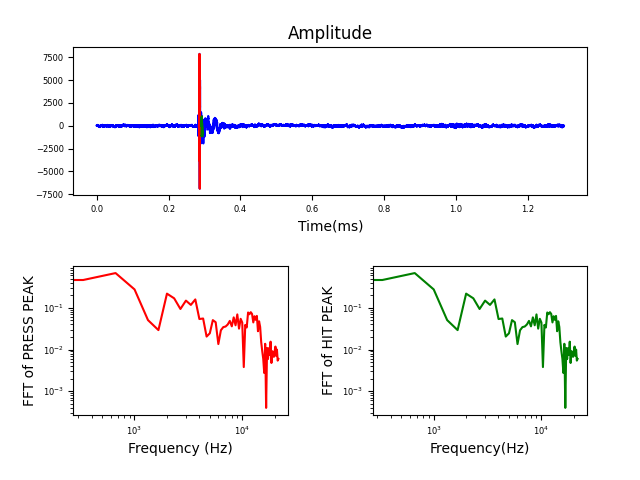 Amplitude
7500
5000
2500
0
−2500
−5000
−7500
0.0 0.2 0.4 0.6 0.8 1.0 1.2
Time(ms)
FFT of PRESS PEAK
10⁻¹
10⁻²
10⁻³
10³ 10⁴
Frequency (Hz)
FFT of HIT PEAK
10⁻¹
10⁻²
10⁻³
10³ 10⁴
Frequency(Hz)